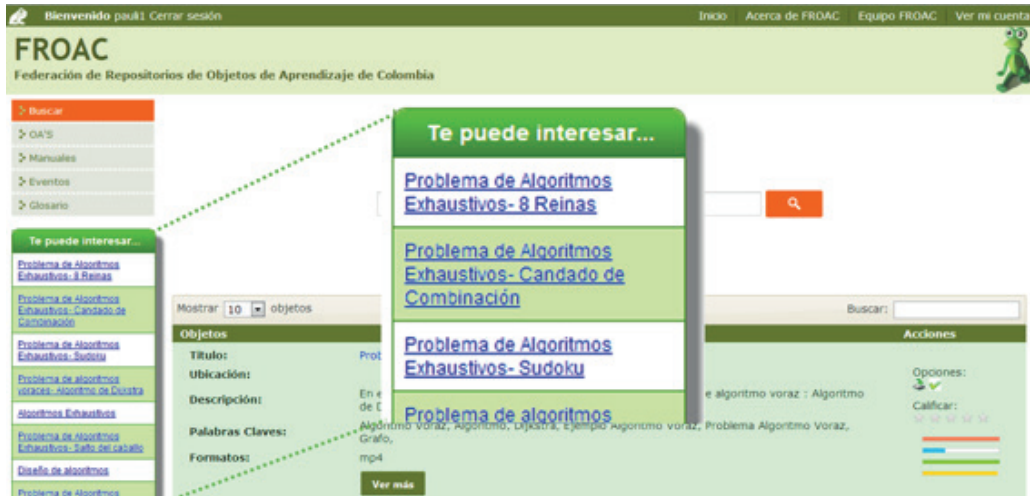 Bienvenido pauli1 Cerrar sesión
Inicio Acerca de FROAC Equipo FROAC Ver mi cuenta
FROAC
Federación de Repositorios de Objetos de Aprendizaje de Colombia
Buscar
OA'S
Manuales
Eventos
Glosario
Te puede interesar...
Problema de Algoritmos
Exhaustivos- 8 Reinas
Problema de Algoritmos
Exhaustivos- Candado de
Combinación
Problema de Algoritmos
Exhaustivos- Sudoku
Problema de algoritmos
voraces- Algoritmo de Dijkstra
Algoritmos Exhaustivos
Problema de Algoritmos
Exhaustivos- Salto del caballo
Diseño de algoritmos
Problema de Algoritmos
Te puede interesar...
Problema de Algoritmos
Exhaustivos- 8 Reinas
Problema de Algoritmos
Exhaustivos- Candado de
Combinación
Problema de Algoritmos
Exhaustivos- Sudoku
Problema de algoritmos
Mostrar 10 objetos
Buscar:
Objetos Acciones
Título: Prob
Ubicación:
Descripción: En e e algoritmo voraz : Algoritmo
de D
Palabras Claves: Algoritmo Voraz, Algoritmo, Dijkstra, Ejemplo Algoritmo Voraz, Problema Algoritmo Voraz,
Grafo,
Formatos: mp4
Ver más
Opciones:
Calificar: